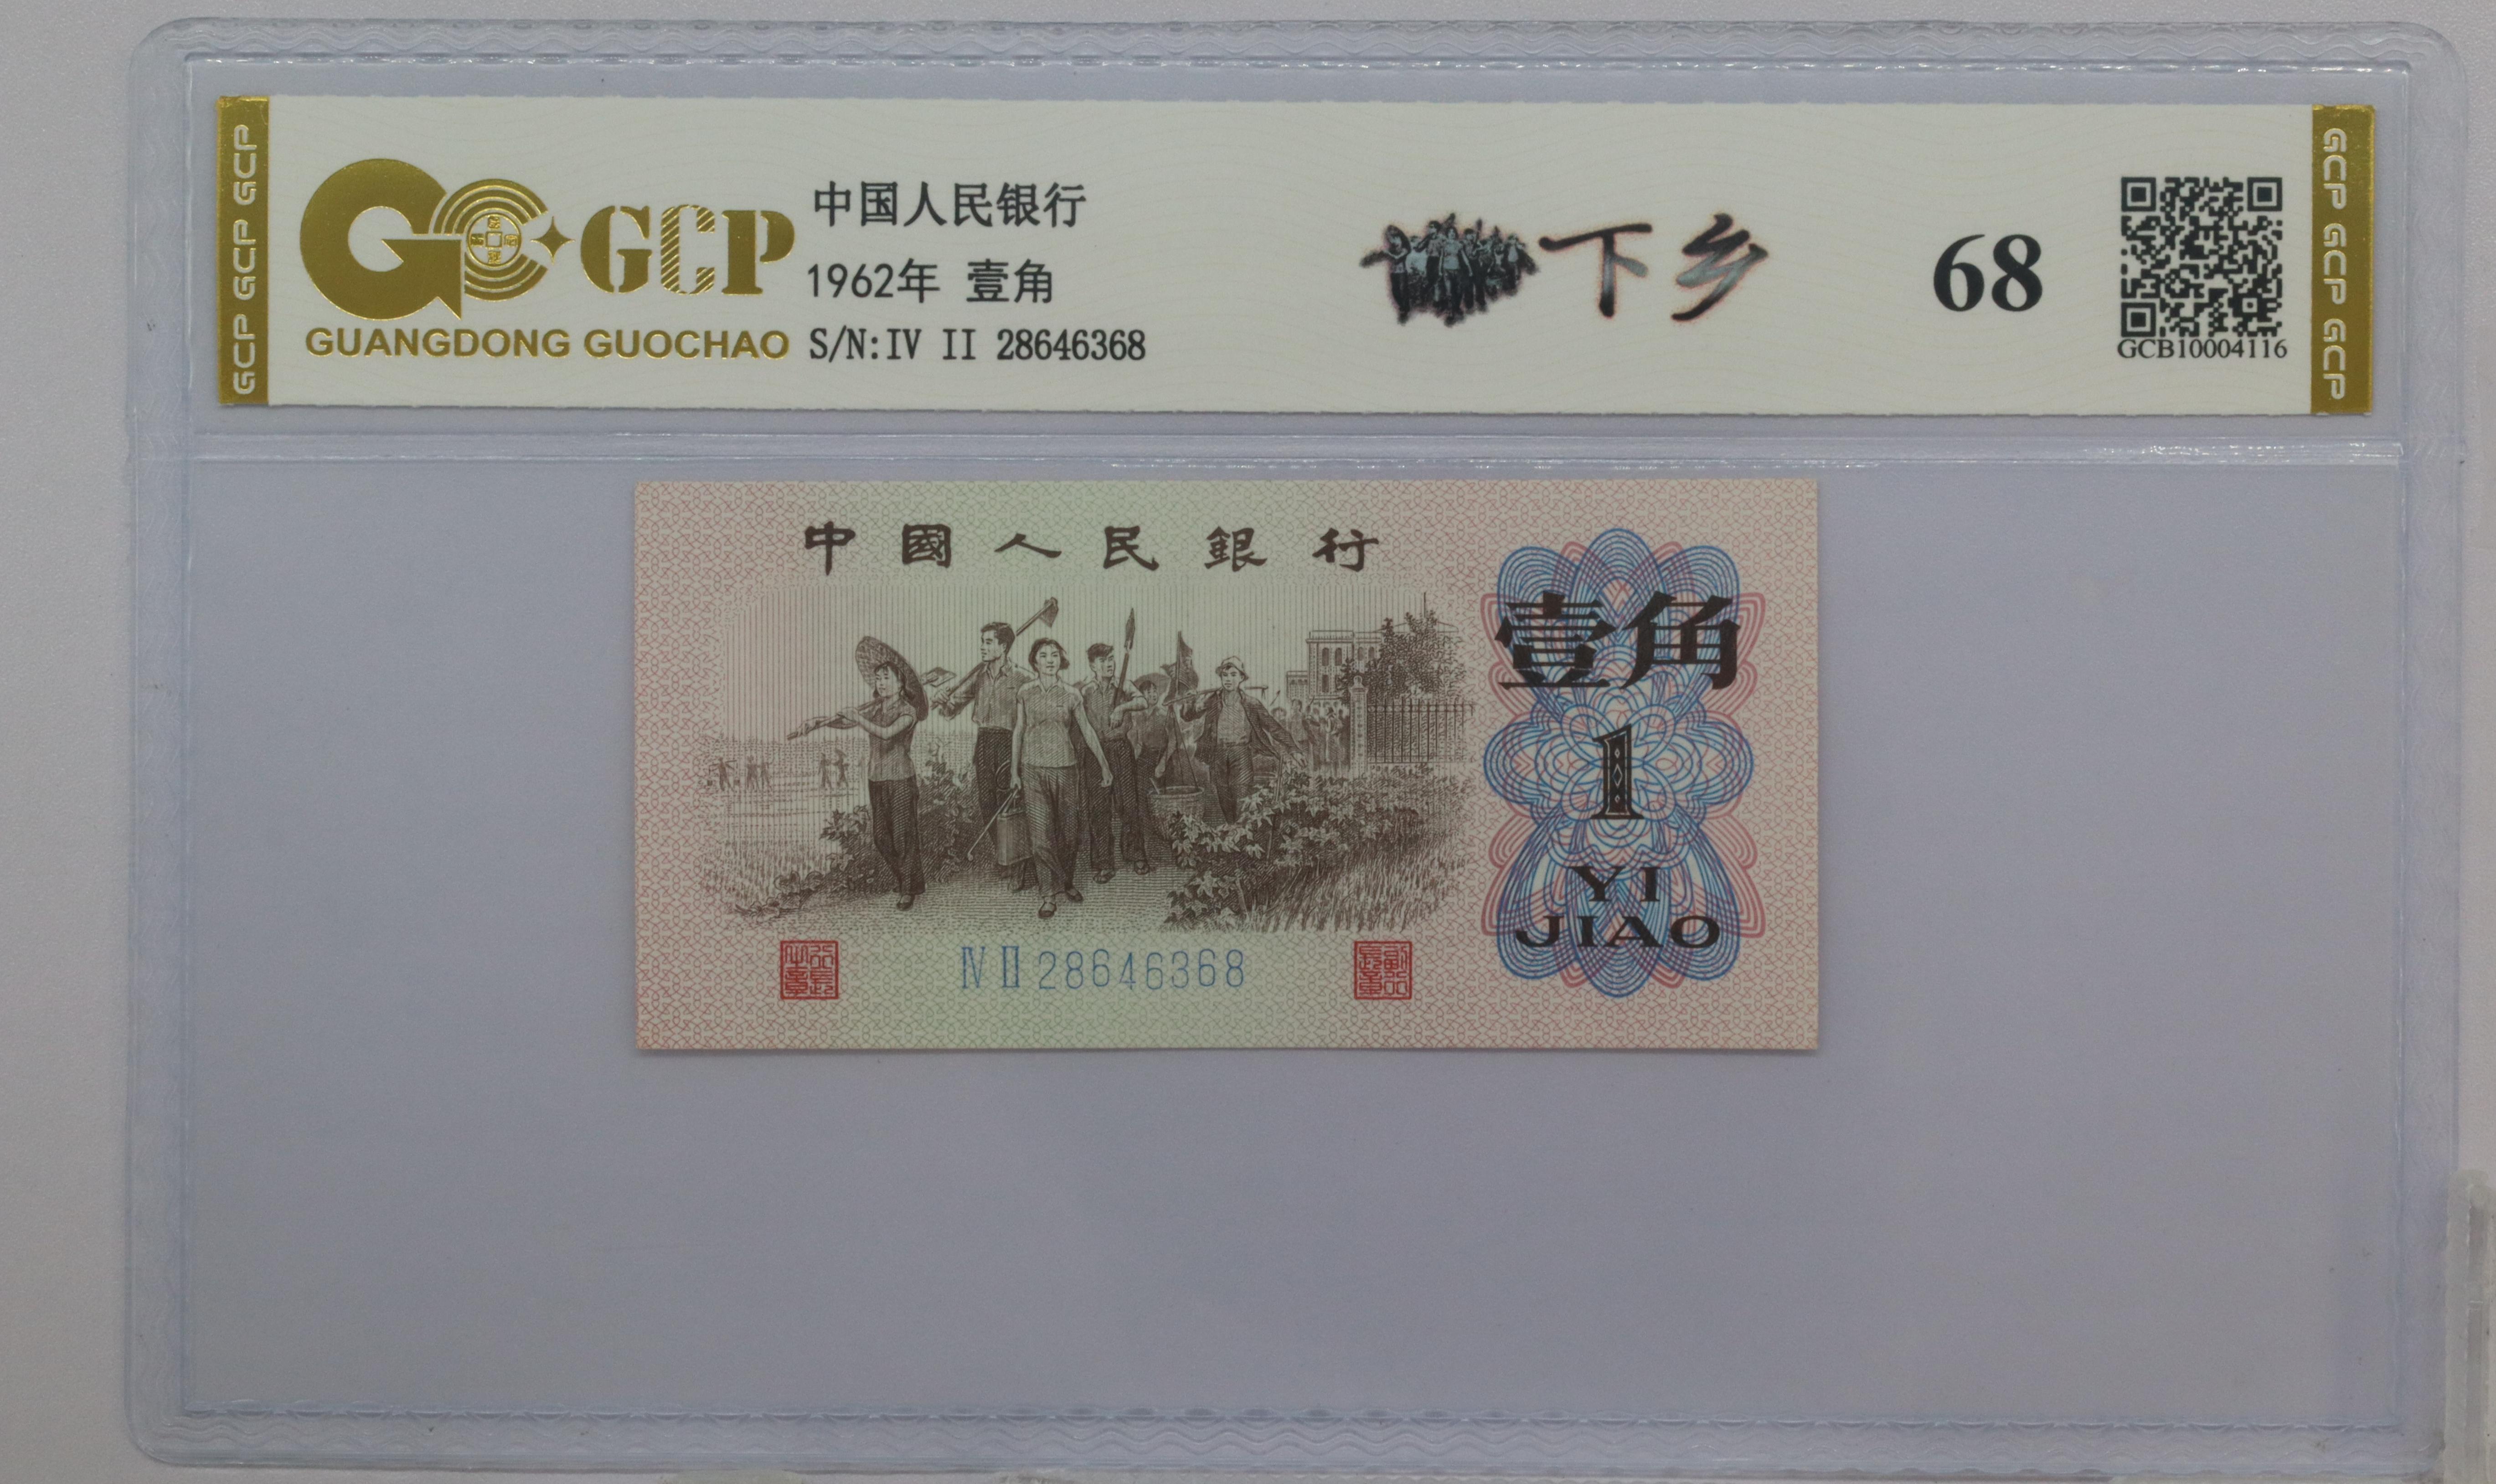 GCP GCP GCP
GCP
GUANGDONG GUOCHAO
中国人民银行
1962年 壹角
S/N:IV II 28646368
下乡
68
GCB10004116
GCP GCP GCP
中國人民銀行
壹角
1
YI
JIAO
IV II 28646368